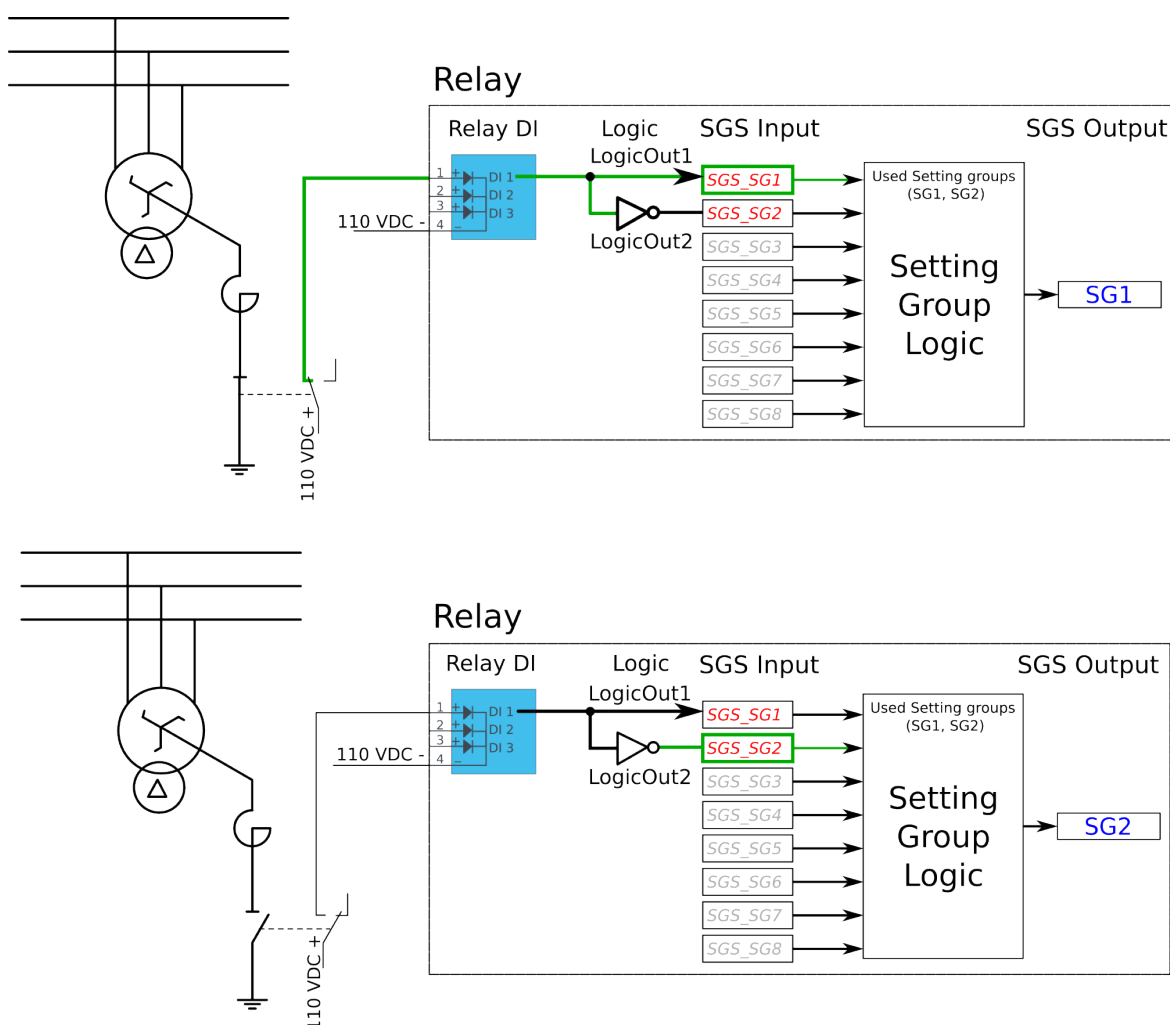 Relay
Relay DI
Logic
SGS Input
SGS Output
LogicOut1
1 +
DI 1
2 +
DI 2
3 +
DI 3
4 −
110 VDC -
LogicOut2
SGS_SG1
SGS_SG2
SGS_SG3
SGS_SG4
SGS_SG5
SGS_SG6
SGS_SG7
SGS_SG8
Used Setting groups
(SG1, SG2)
Setting
Group
Logic
SG1
110 VDC +
Relay
Relay DI
Logic
SGS Input
SGS Output
LogicOut1
1 +
DI 1
2 +
DI 2
3 +
DI 3
4 −
110 VDC -
LogicOut2
SGS_SG1
SGS_SG2
SGS_SG3
SGS_SG4
SGS_SG5
SGS_SG6
SGS_SG7
SGS_SG8
Used Setting groups
(SG1, SG2)
Setting
Group
Logic
SG2
110 VDC +